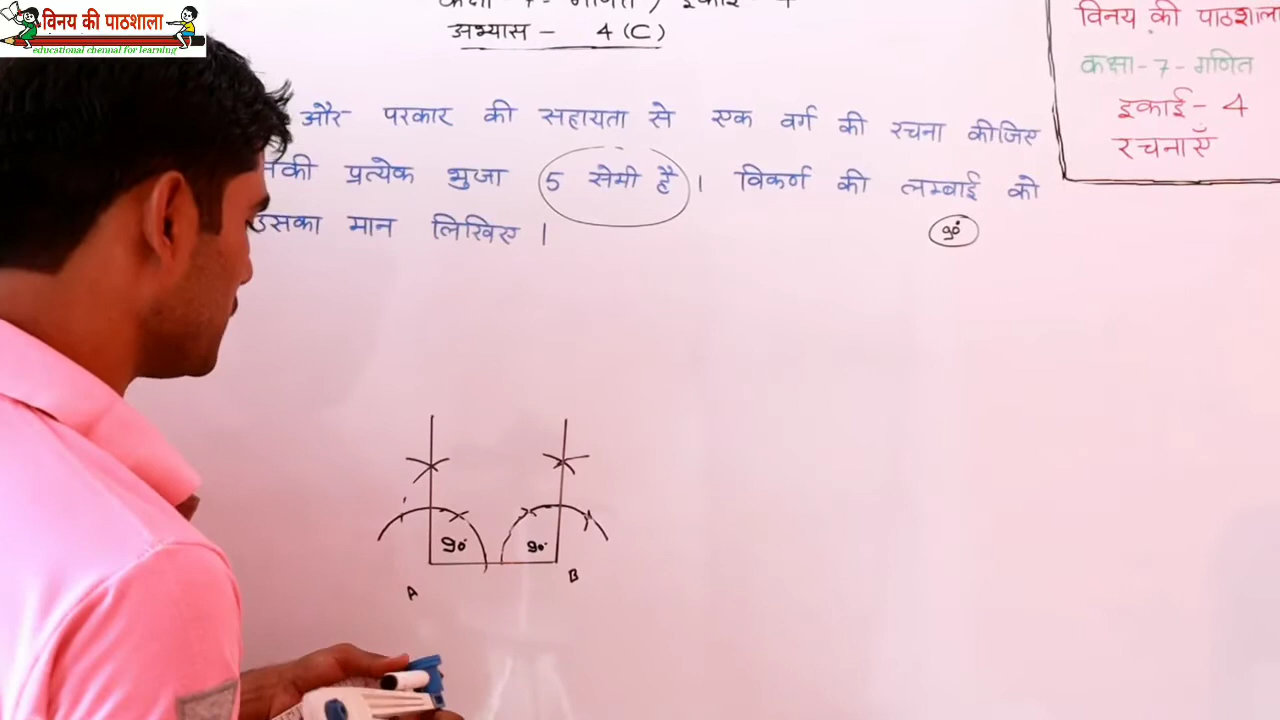 विनय की पाठशाला
educational chennal for learning
अभ्यास - 4 (C)
और परकार की सहायता से एक वर्ग की रचना कीजिए
प्रत्येक भुजा 5 सेमी है । विकर्ण की लम्बाई को
उसका मान लिखिए ।
90°
विनय की पाठशाला
कक्षा - 7 - गणित
इकाई - 4
रचनाएँ
90° 90°
A B